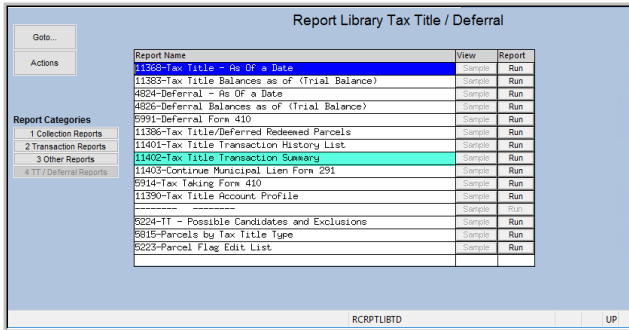 Report Library Tax Title / Deferral
Goto...
Actions
Report Categories
1 Collection Reports
2 Transaction Reports
3 Other Reports
4 TT / Deferral Reports
Report Name View Report
11368-Tax Title - As Of a Date Sample Run
11383-Tax Title Balances as of (Trial Balance) Sample Run
4824-Deferral - As Of a Date Sample Run
4826-Deferral Balances as of (Trial Balance) Sample Run
5991-Deferral Form 410 Sample Run
11386-Tax Title/Deferred Redeemed Parcels Sample Run
11401-Tax Title Transaction History List Sample Run
11402-Tax Title Transaction Summary Sample Run
11403-Continue Municipal Lien Form 291 Sample Run
5914-Tax Taking Form 410 Sample Run
11390-Tax Title Account Profile Sample Run
-------- -------- Sample Run
5224-TT - Possible Candidates and Exclusions Sample Run
5815-Parcels by Tax Title Type Sample Run
5223-Parcel Flag Edit List Sample Run
RCRPTLIBTD UP